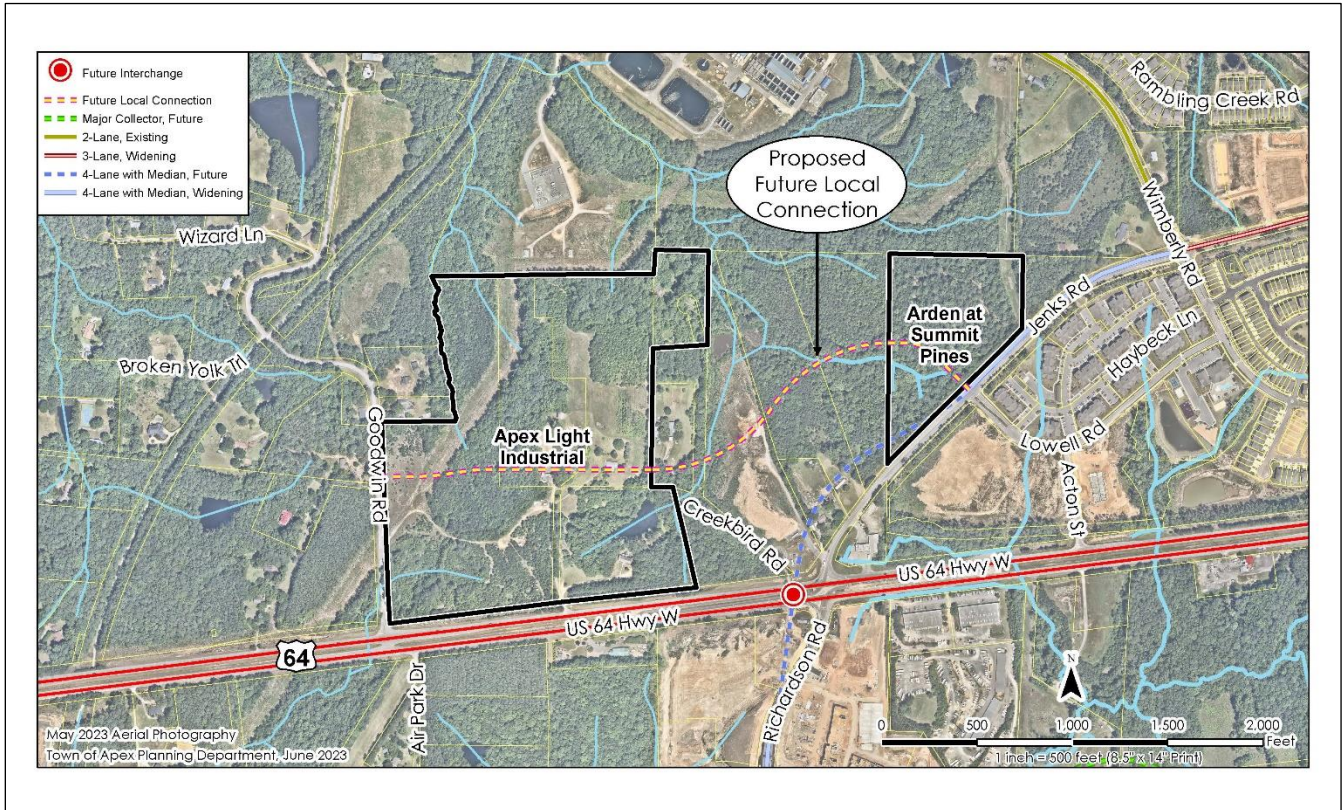 Future Interchange
Future Local Connection
Major Collector, Future
2-Lane, Existing
3-Lane, Widening
4-Lane with Median, Future
4-Lane with Median, Widening
Rambling Creek Rd
Proposed
Future Local
Connection
Wimberly Rd
Wizard Ln
Jenks Rd
Arden at
Summit
Pines
Haybeck Ln
Broken Yolk Trl
Goodwin Rd
Apex Light
Industrial
Lowell Rd
Acton St
Creekbird Rd
US 64 Hwy W
US 64 Hwy W
64
Richardson Rd
Air Park Dr
N
May 2023 Aerial Photography
Town of Apex Planning Department, June 2023
0 500 1,000 1,500 2,000
Feet
1 inch = 500 feet (8.5" x 14" Print)